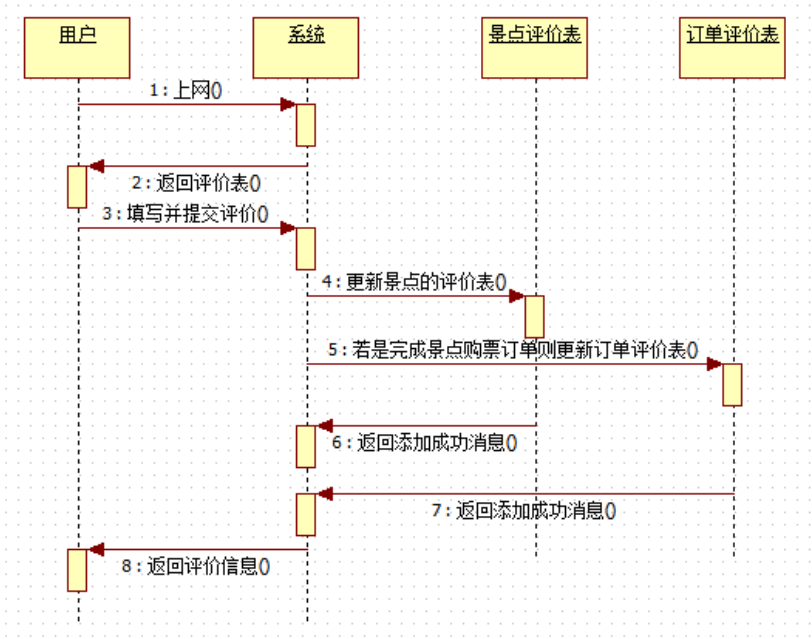 用户
系统
景点评价表
订单评价表
1：上网()
2：返回评价表()
3：填写并提交评价()
4：更新景点的评价表()
5：若是完成景点购票订单则更新订单评价表()
6：返回添加成功消息()
7：返回添加成功消息()
8：返回评价信息()